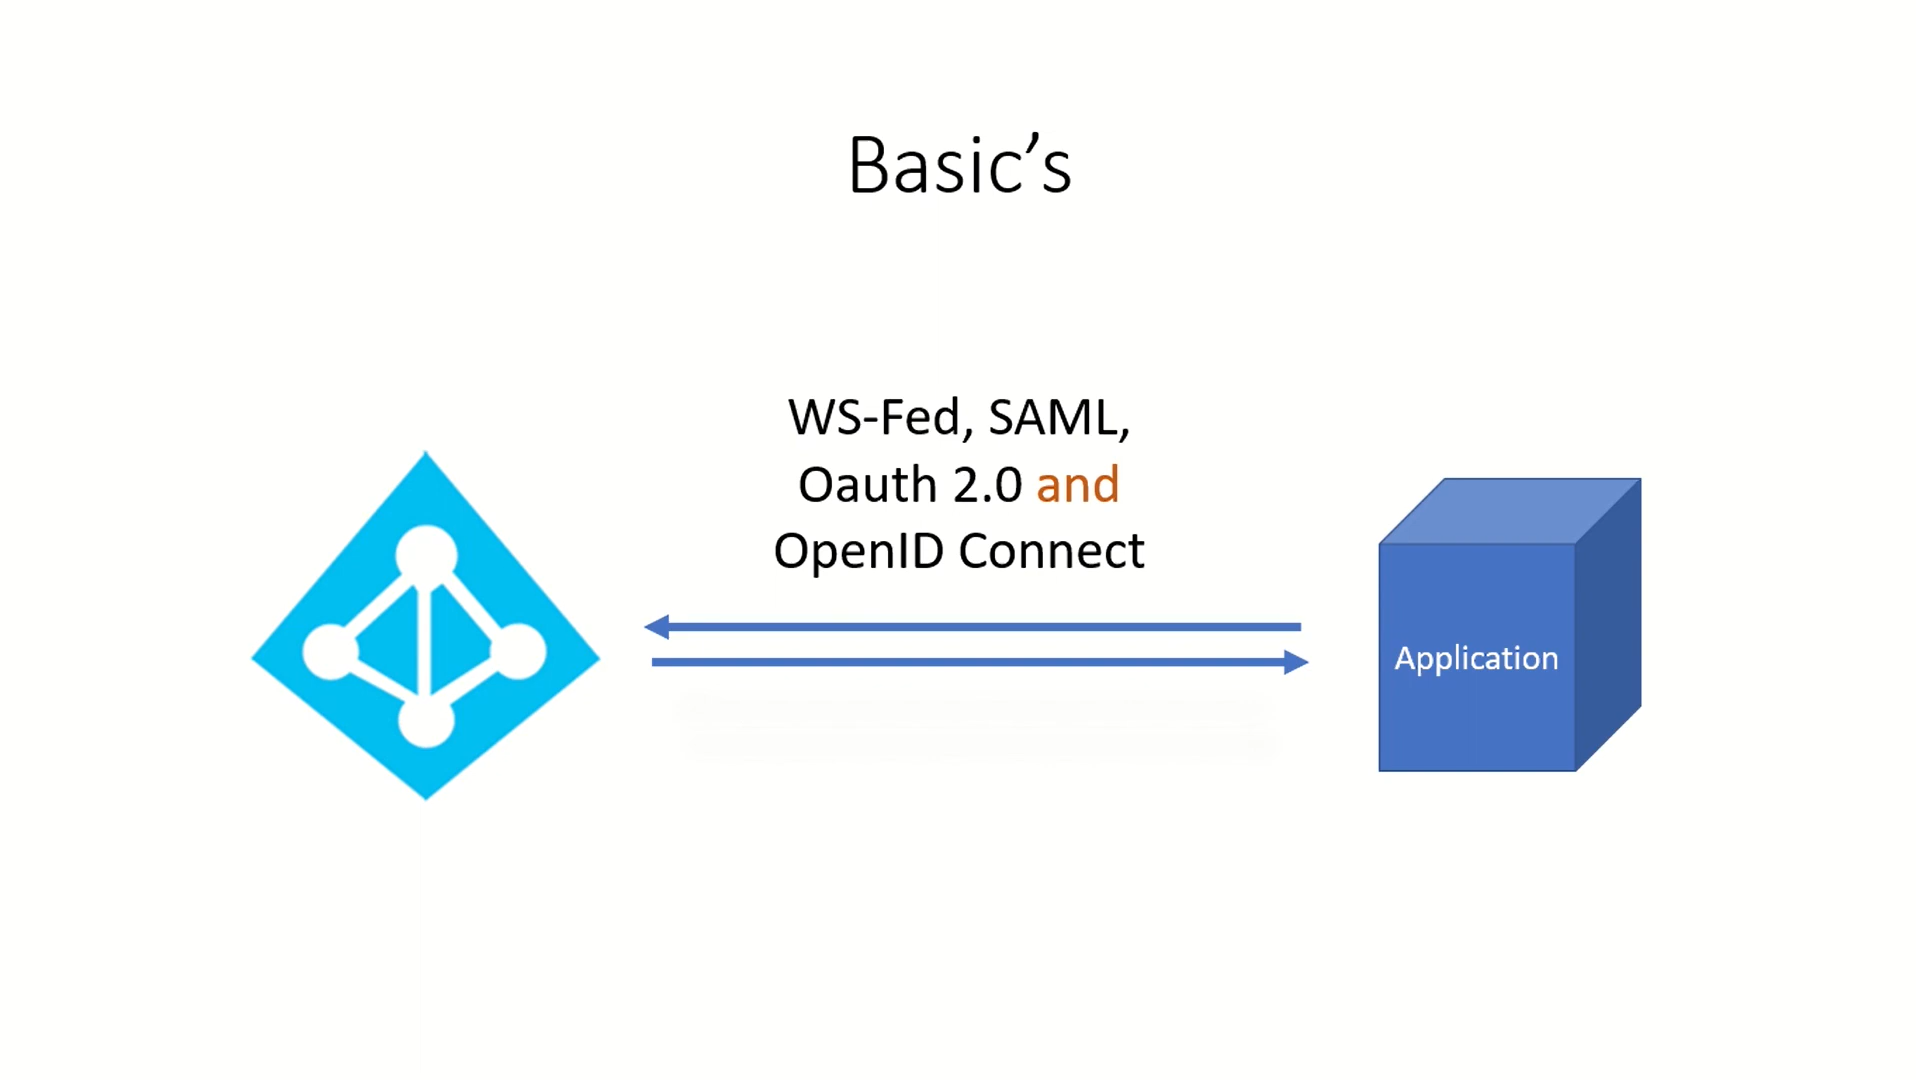 Basic’s
WS-Fed, SAML,
Oauth 2.0 and
OpenID Connect
Application